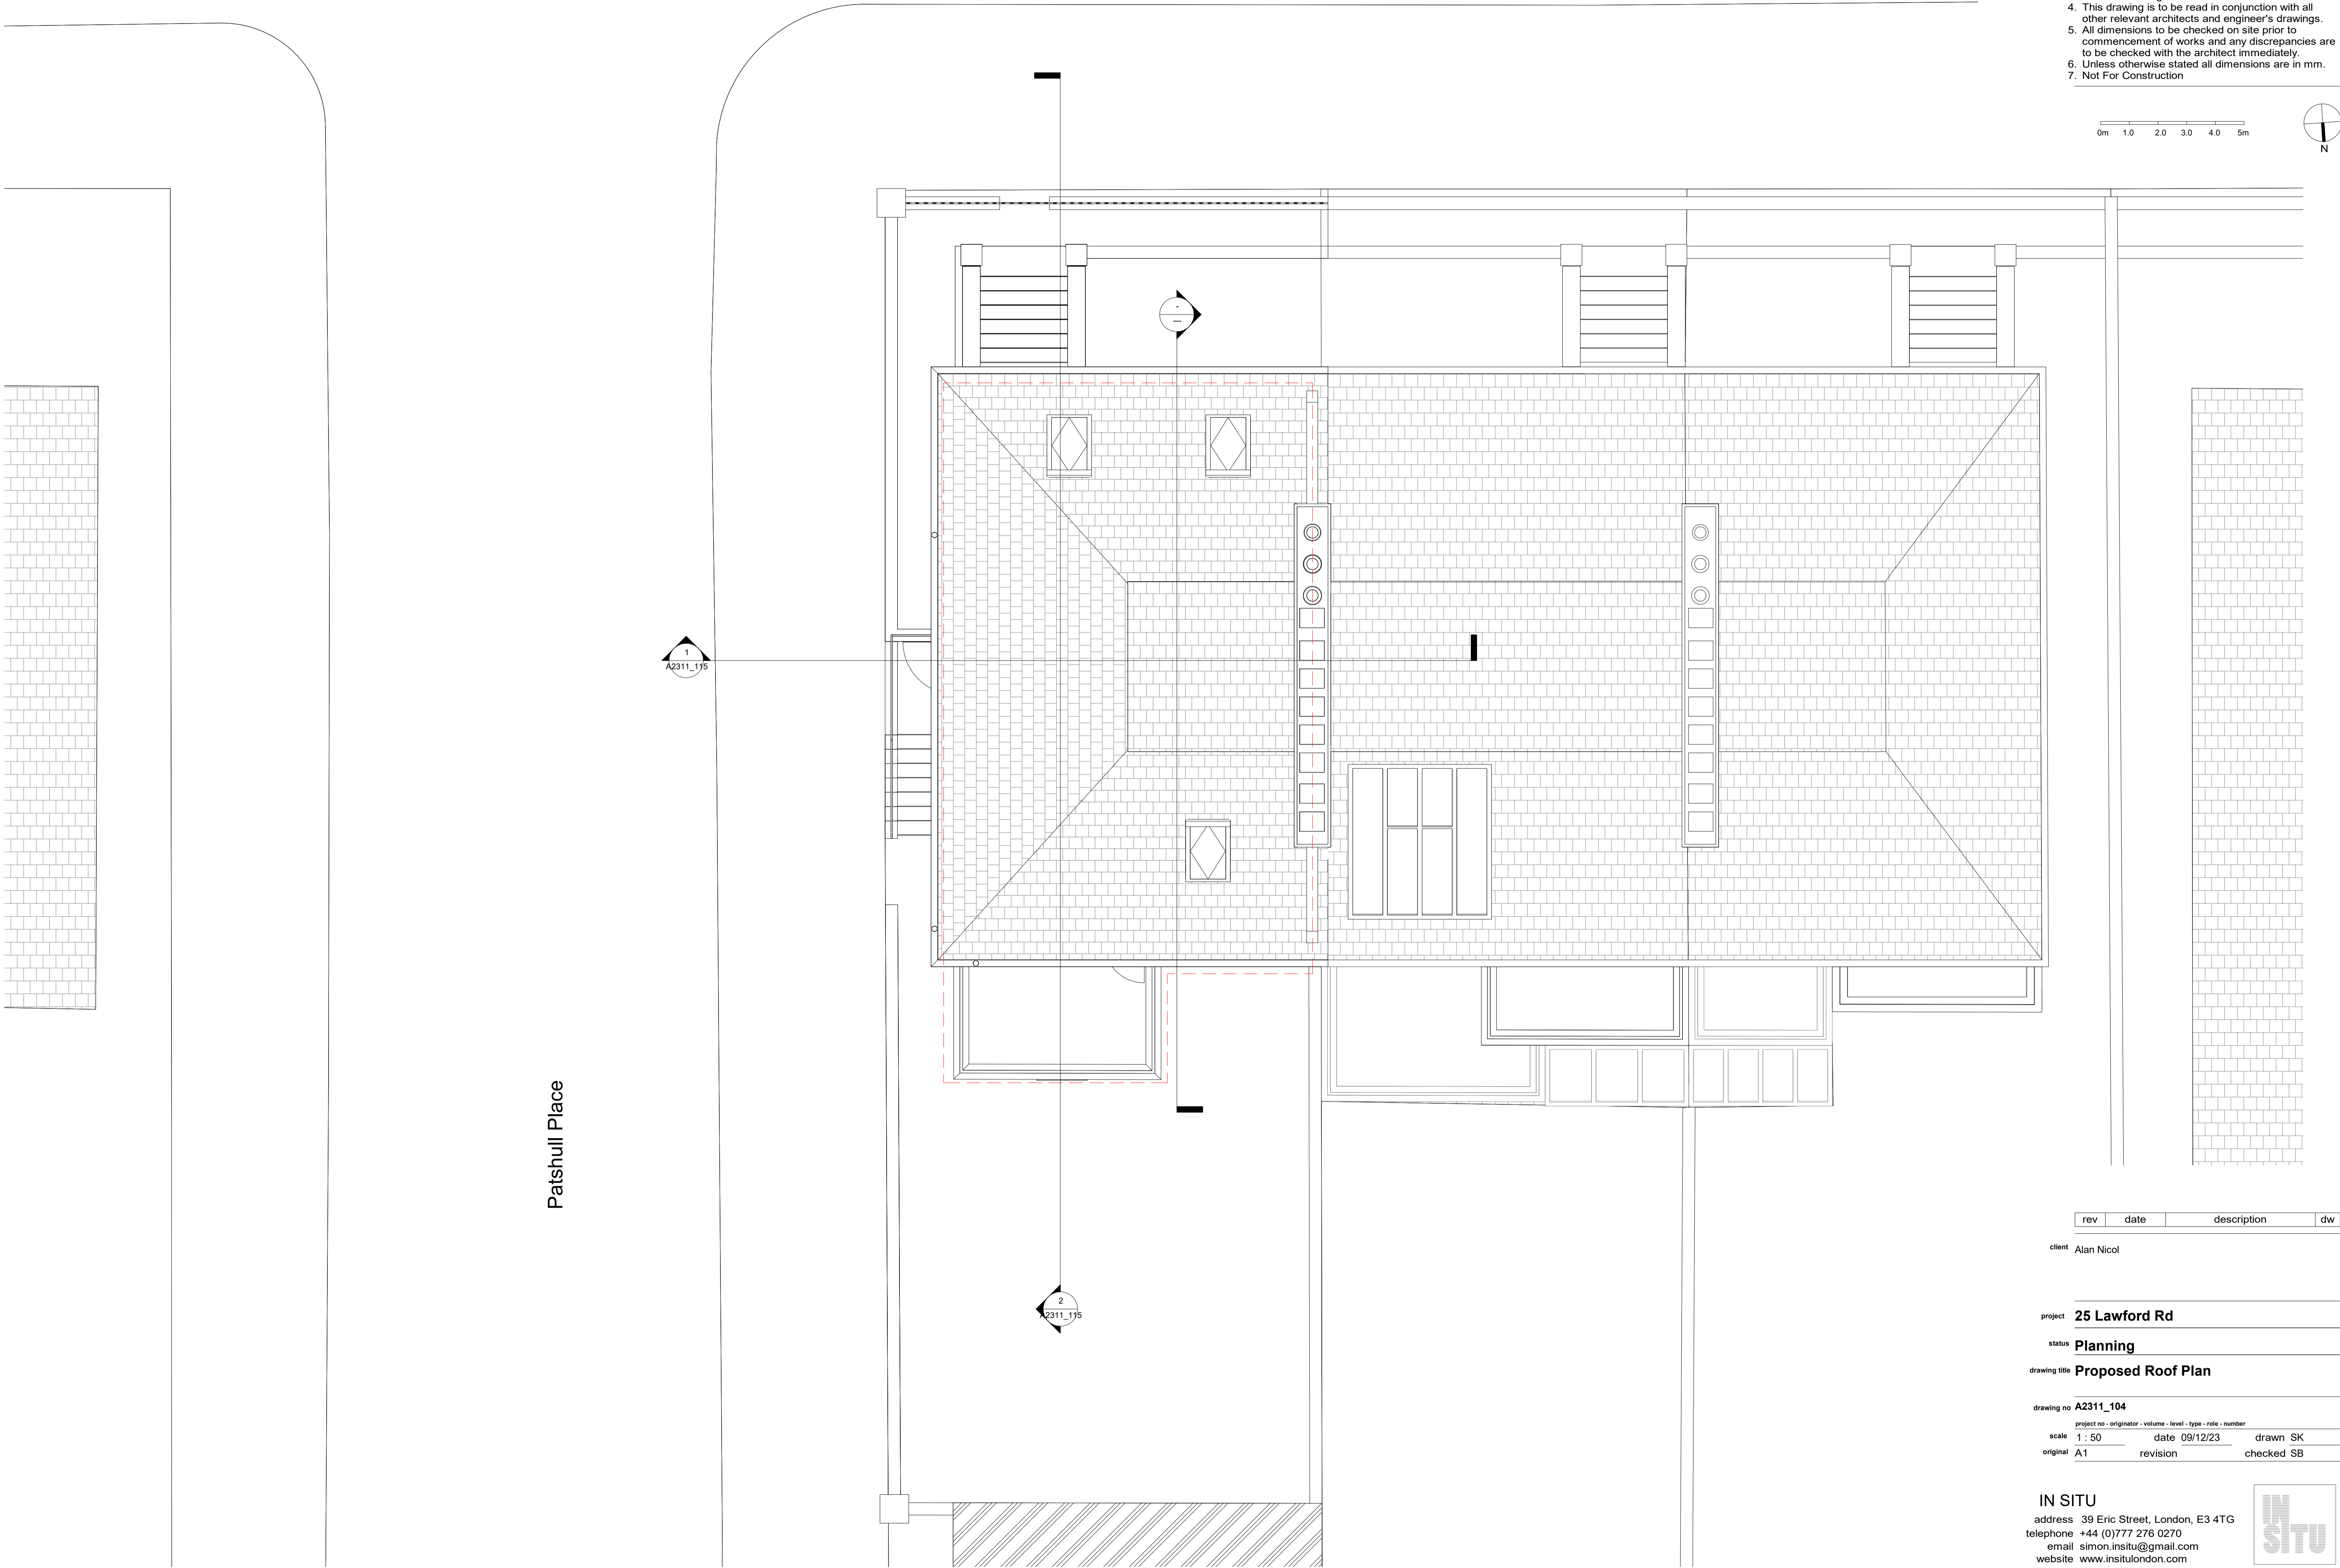 4. This drawing is to be read in conjunction with all
other relevant architects and engineer's drawings.
5. All dimensions to be checked on site prior to
commencement of works and any discrepancies are
to be checked with the architect immediately.
6. Unless otherwise stated all dimensions are in mm.
7. Not For Construction
0m 1.0 2.0 3.0 4.0 5m
N
-
---
1
A2311_115
Patshull Place
2
A2311_115
rev date description dw
client Alan Nicol
project 25 Lawford Rd
status Planning
drawing title Proposed Roof Plan
drawing no A2311_104
project no - originator - volume - level - type - role - number
scale 1 : 50 date 09/12/23 drawn SK
original A1 revision checked SB
IN SITU
address 39 Eric Street, London, E3 4TG
telephone +44 (0)777 276 0270
email simon.insitu@gmail.com
website www.insitulondon.com
IN
SITU